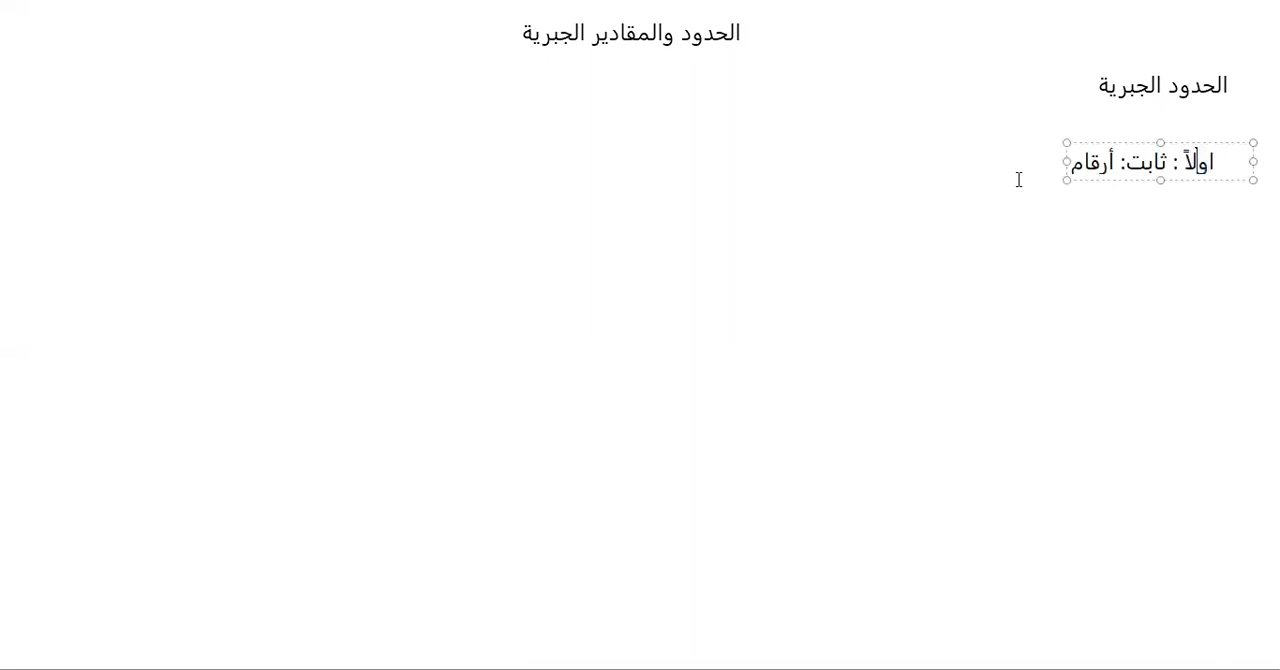 الحدود والمقادير الجبرية
الحدود الجبرية
اولاً : ثابت: أرقام